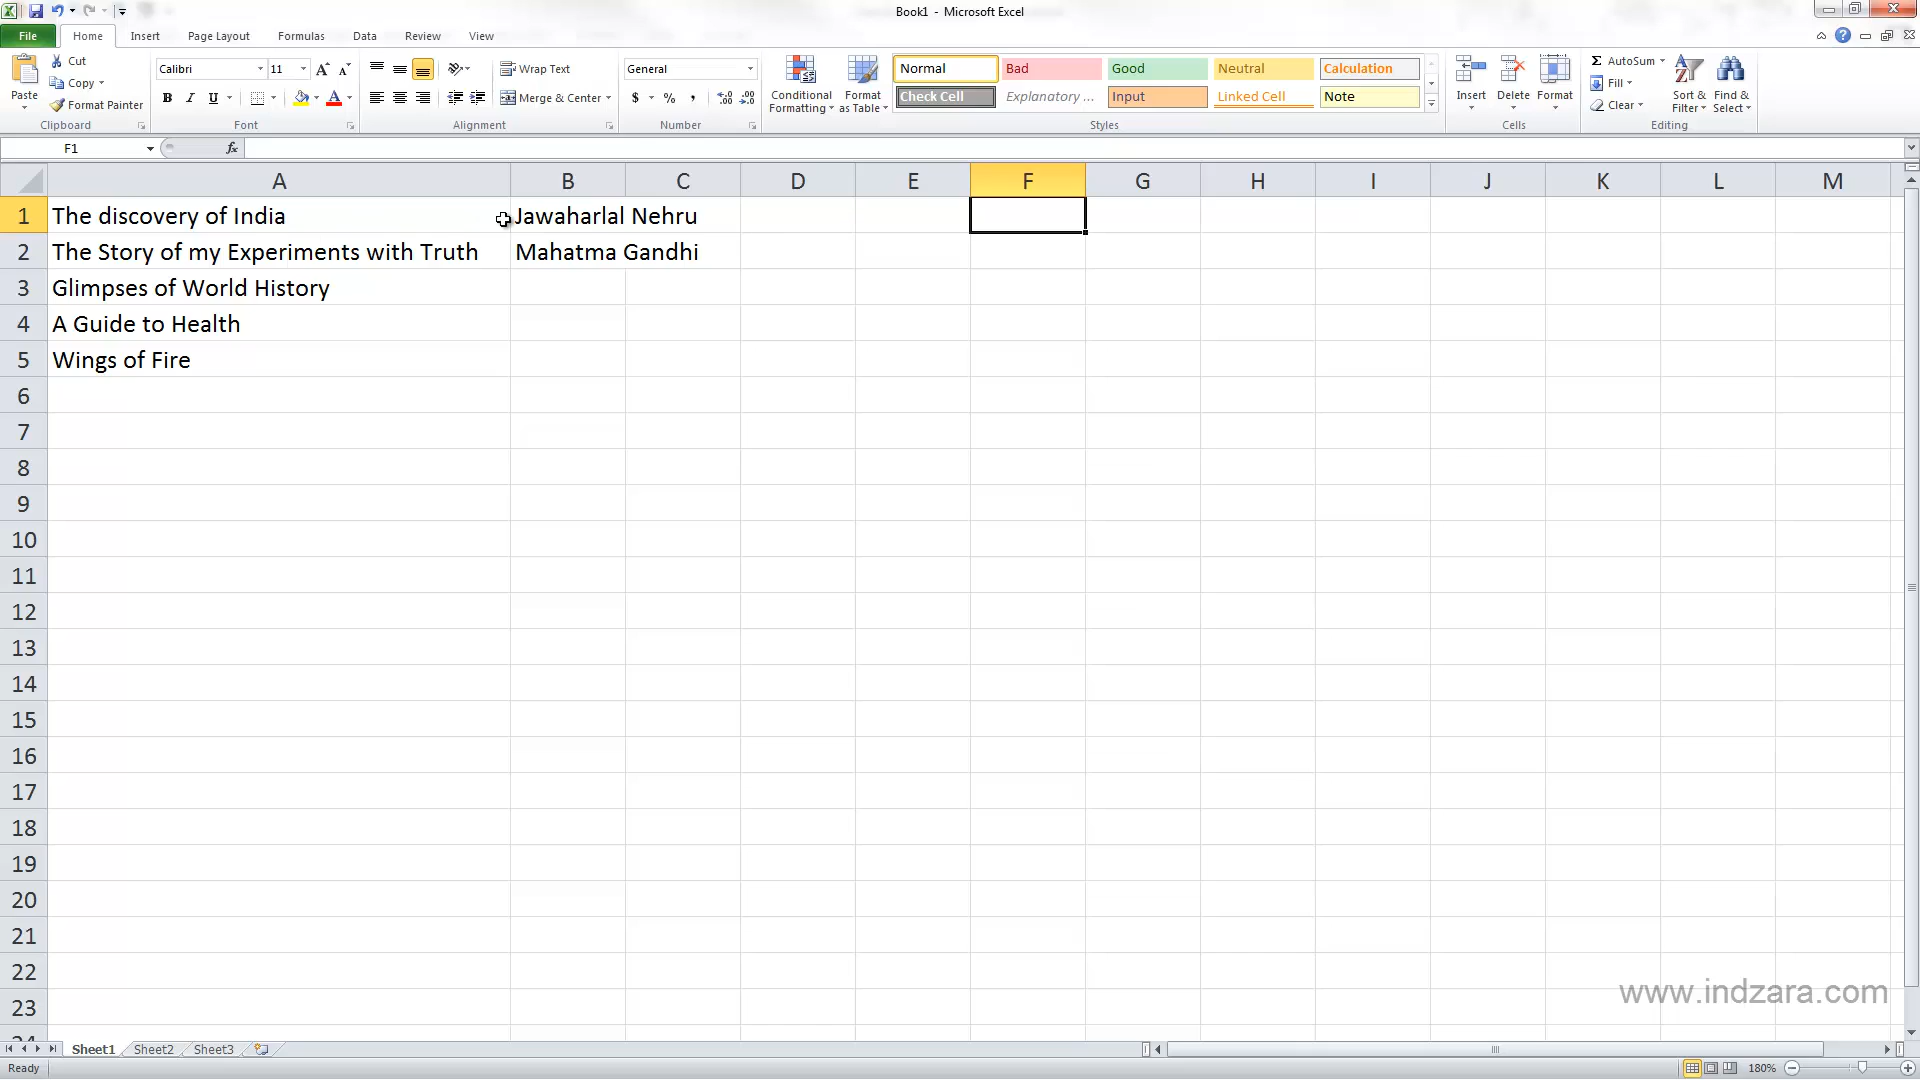 Book1 - Microsoft Excel
File Home Insert Page Layout Formulas Data Review View
Paste
Cut
Copy
Format Painter
Clipboard
Calibri 11
B I U
Font
Wrap Text
Merge & Center
Alignment
General
$ % ,
Number
Conditional Formatting
Format as Table
Normal Bad Good Neutral Calculation
Check Cell Explanatory ... Input Linked Cell Note
Styles
Insert Delete Format
Cells
Σ AutoSum
Fill
Clear
Sort & Filter
Find & Select
Editing
F1 fx
A B C D E F G H I J K L M
1 The discovery of India Jawaharlal Nehru
2 The Story of my Experiments with Truth Mahatma Gandhi
3 Glimpses of World History
4 A Guide to Health
5 Wings of Fire
6
7
8
9
10
11
12
13
14
15
16
17
18
19
20
21
22
23
24
www.indzara.com
Sheet1 Sheet2 Sheet3
Ready 180%